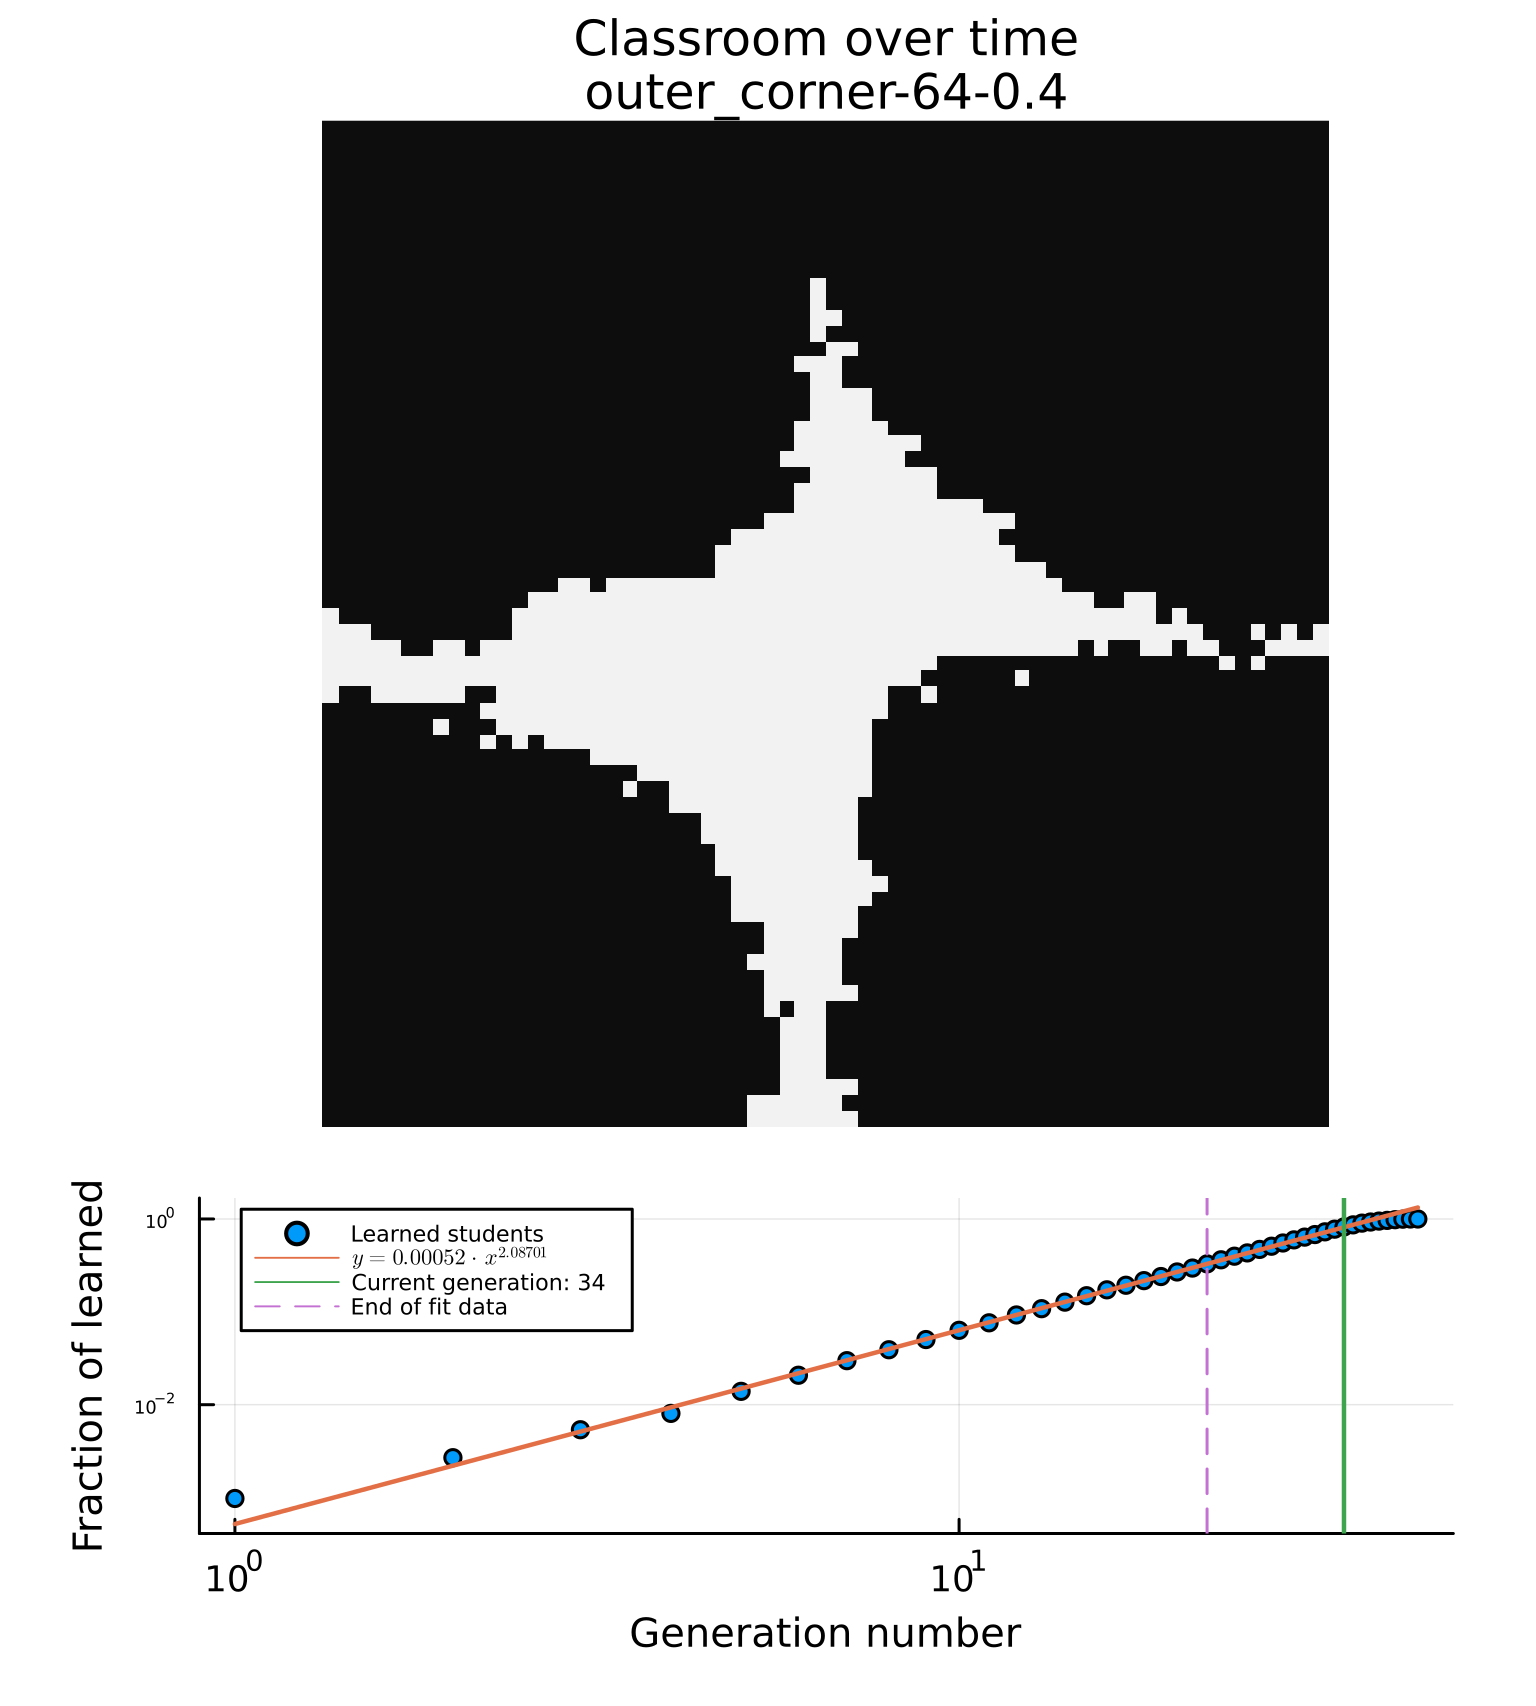 Classroom over time
outer_corner-64-0.4
Fraction of learned
10⁰
10⁻²
Learned students
y = 0.00052 · x^2.08701
Current generation: 34
End of fit data
10⁰
10¹
Generation number